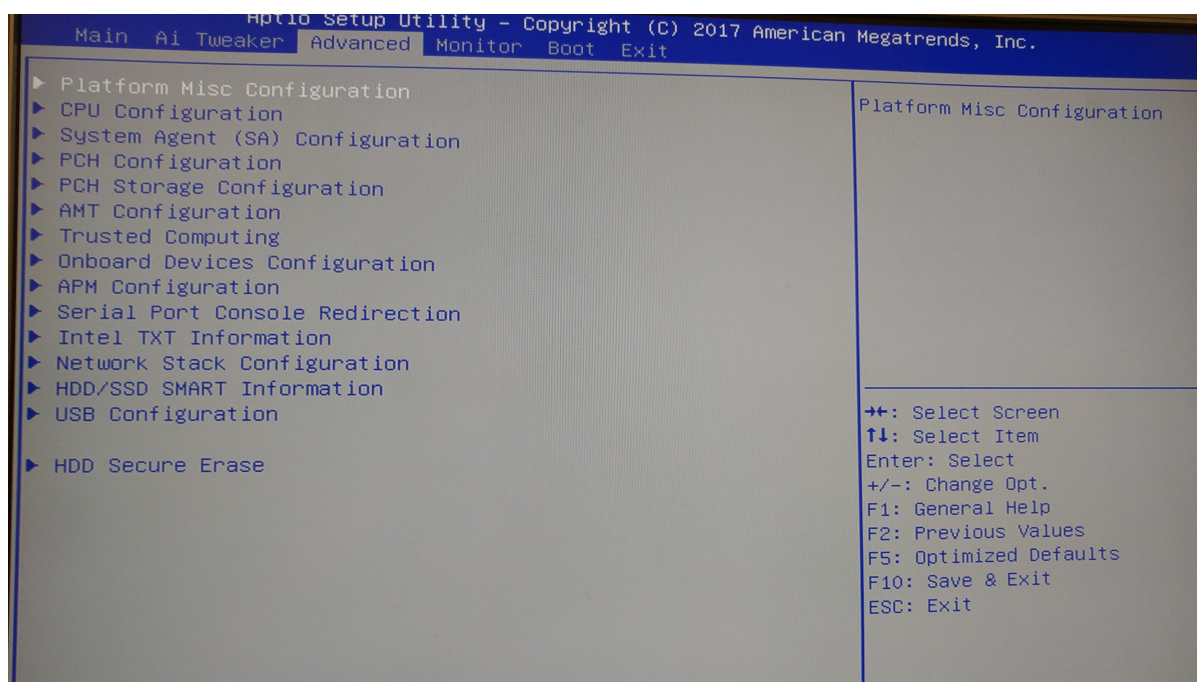 Aptio Setup Utility – Copyright (C) 2017 American Megatrends, Inc.
Main Ai Tweaker Advanced Monitor Boot Exit
Platform Misc Configuration
CPU Configuration
System Agent (SA) Configuration
PCH Configuration
PCH Storage Configuration
AMT Configuration
Trusted Computing
Onboard Devices Configuration
APM Configuration
Serial Port Console Redirection
Intel TXT Information
Network Stack Configuration
HDD/SSD SMART Information
USB Configuration
HDD Secure Erase
Platform Misc Configuration
→←: Select Screen
↑↓: Select Item
Enter: Select
+/-: Change Opt.
F1: General Help
F2: Previous Values
F5: Optimized Defaults
F10: Save & Exit
ESC: Exit